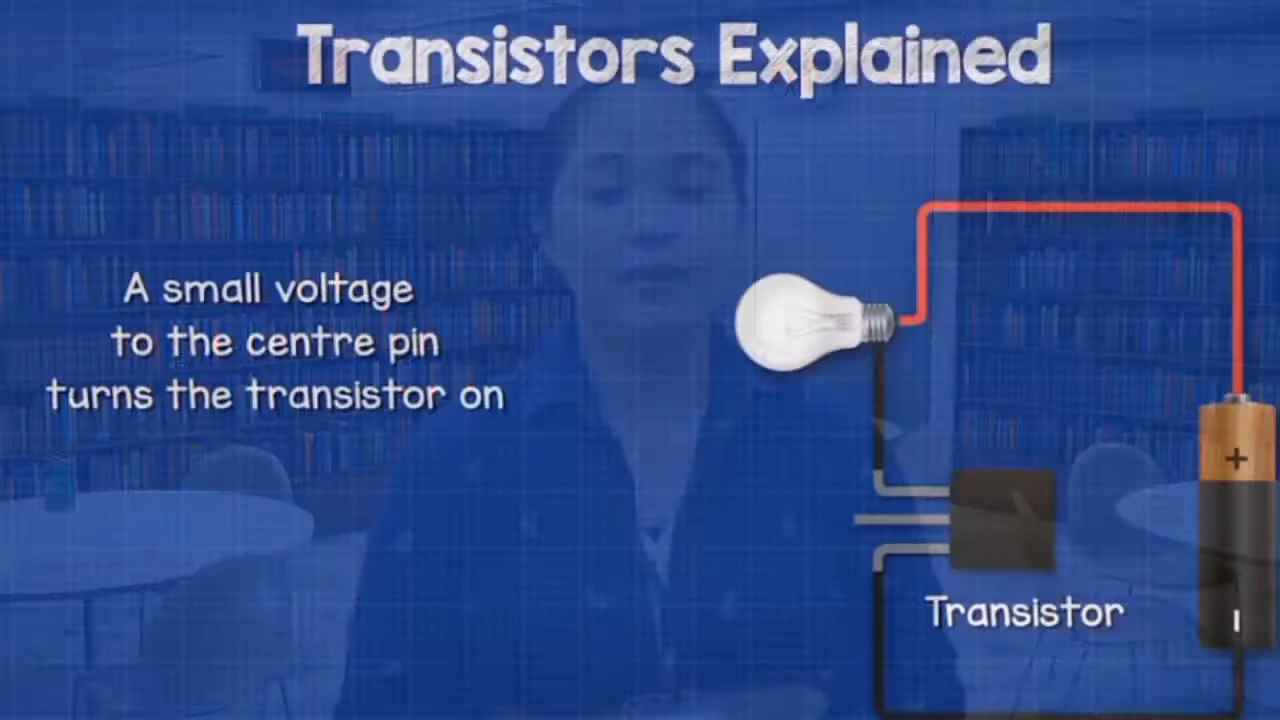 Transistors Explained
A small voltage
to the centre pin
turns the transistor on
+
-
Transistor